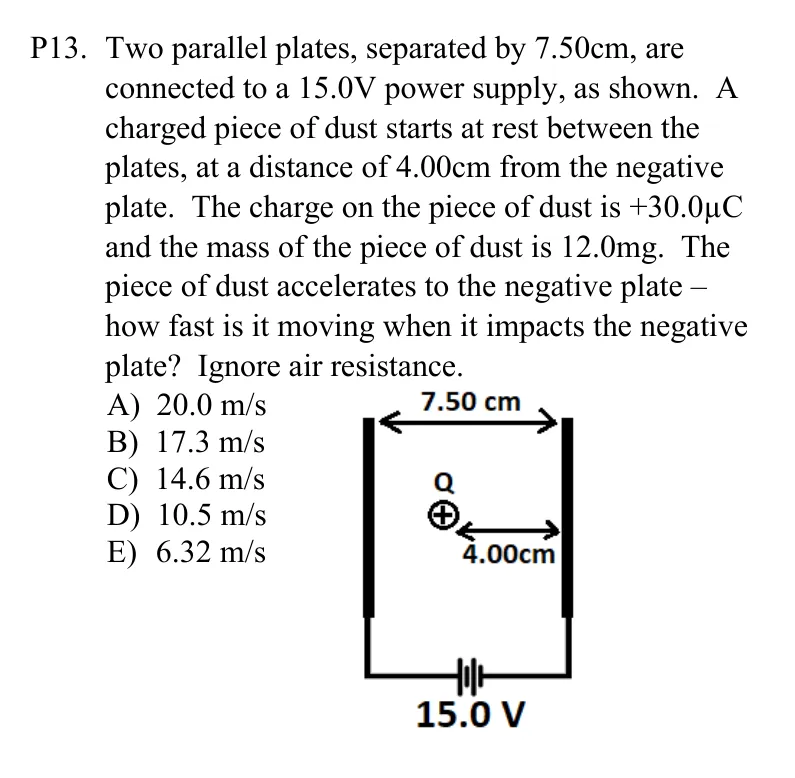 P13. Two parallel plates, separated by 7.50cm, are
connected to a 15.0V power supply, as shown. A
charged piece of dust starts at rest between the
plates, at a distance of 4.00cm from the negative
plate. The charge on the piece of dust is +30.0µC
and the mass of the piece of dust is 12.0mg. The
piece of dust accelerates to the negative plate –
how fast is it moving when it impacts the negative
plate? Ignore air resistance.
A) 20.0 m/s
B) 17.3 m/s
C) 14.6 m/s
D) 10.5 m/s
E) 6.32 m/s
7.50 cm
Q
+
4.00cm
15.0 V